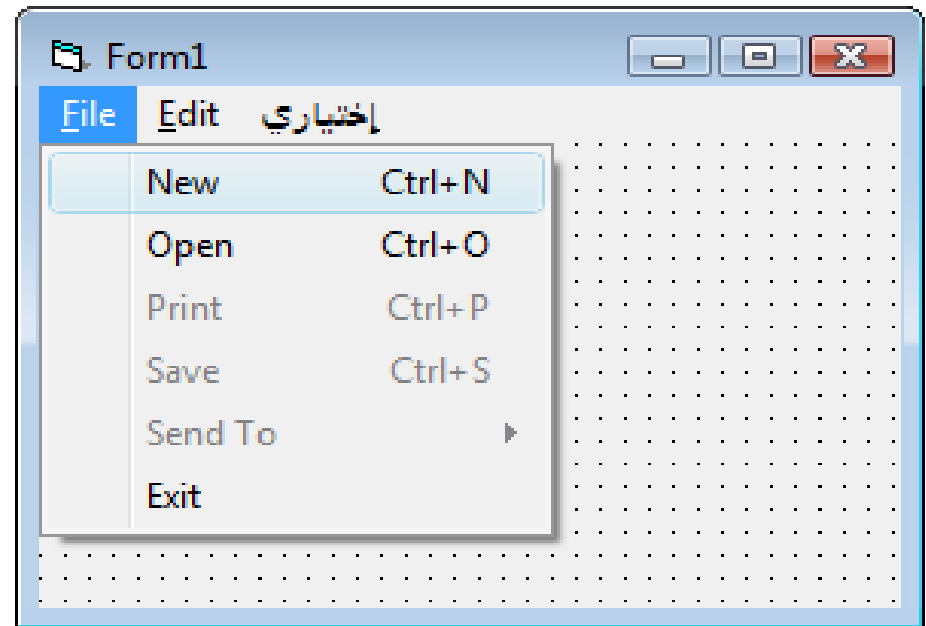 Form1
File Edit إختياري
New Ctrl+N
Open Ctrl+O
Print Ctrl+P
Save Ctrl+S
Send To
Exit